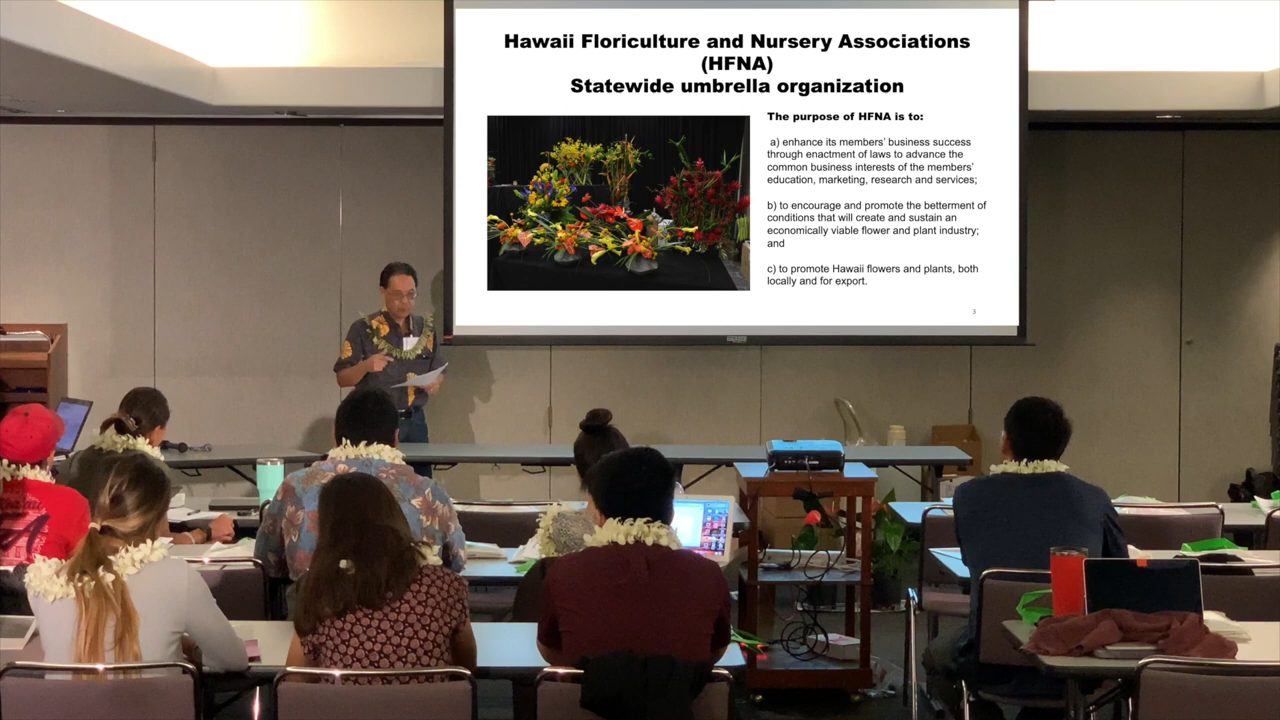 Hawaii Floriculture and Nursery Associations
(HFNA)
Statewide umbrella organization
The purpose of HFNA is to:
a) enhance its members' business success
through enactment of laws to advance the
common business interests of the members'
education, marketing, research and services;
b) to encourage and promote the betterment of
conditions that will create and sustain an
economically viable flower and plant industry;
and
c) to promote Hawaii flowers and plants, both
locally and for export.
3